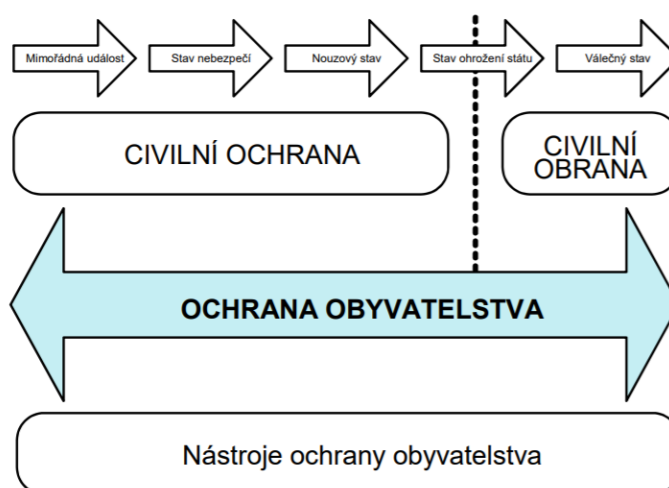 Mimořádná událost
Stav nebezpečí
Nouzový stav
Stav ohrožení státu
Válečný stav
CIVILNÍ OCHRANA
CIVILNÍ
OBRANA
OCHRANA OBYVATELSTVA
Nástroje ochrany obyvatelstva